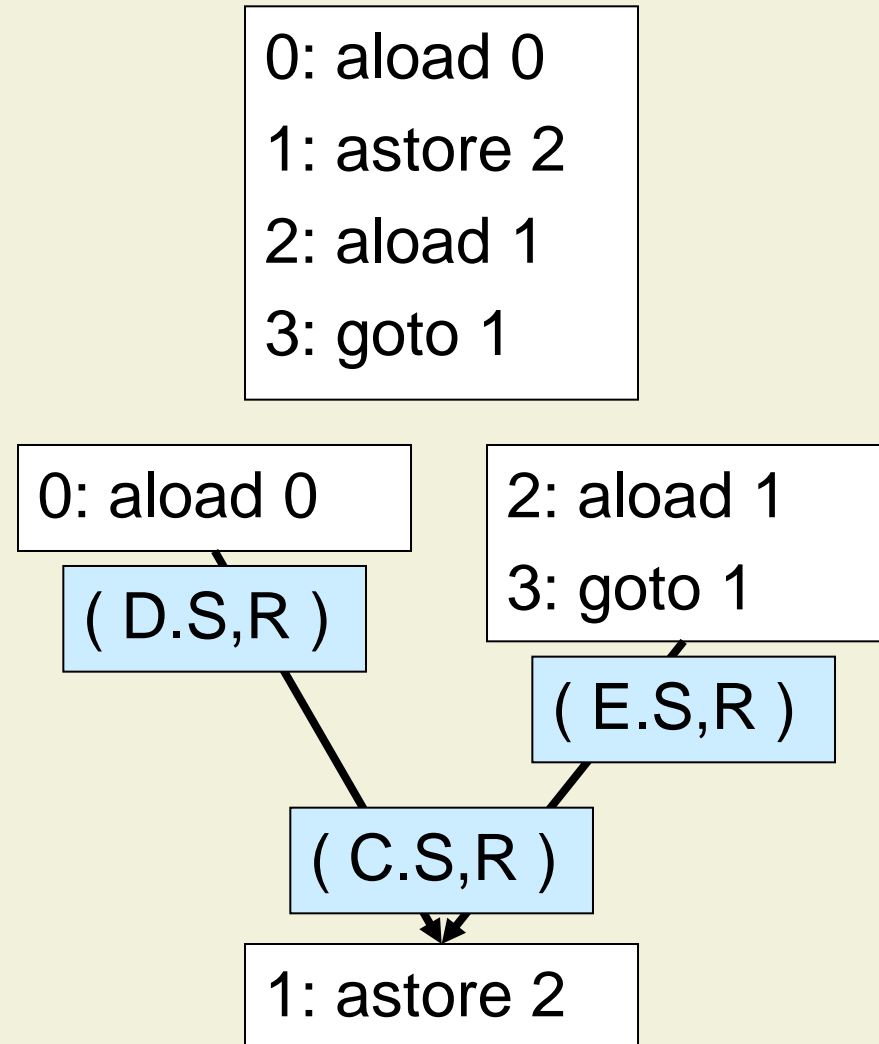 0: aload 0
1: astore 2
2: aload 1
3: goto 1
0: aload 0
2: aload 1
3: goto 1
( D.S,R )
( E.S,R )
( C.S,R )
1: astore 2